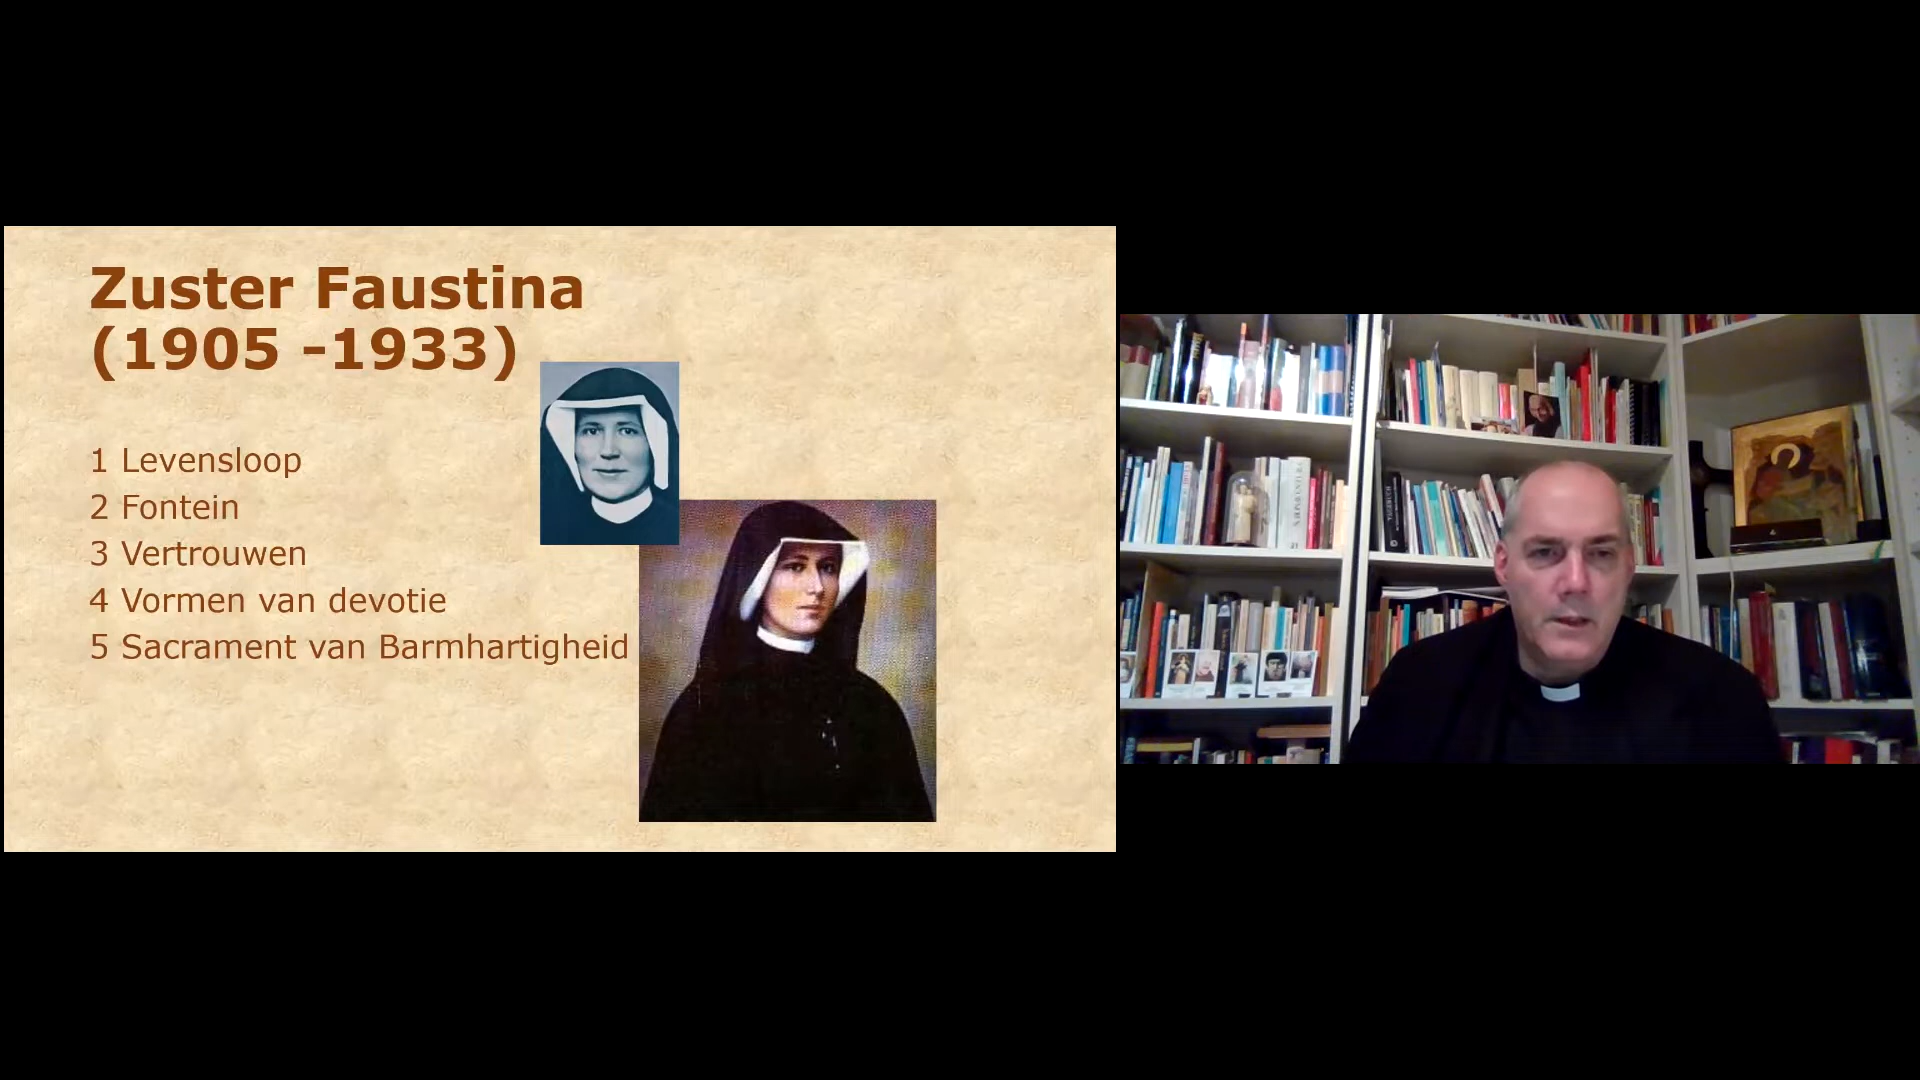 Zuster Faustina
(1905 -1933)
1 Levensloop
2 Fontein
3 Vertrouwen
4 Vormen van devotie
5 Sacrament van Barmhartigheid